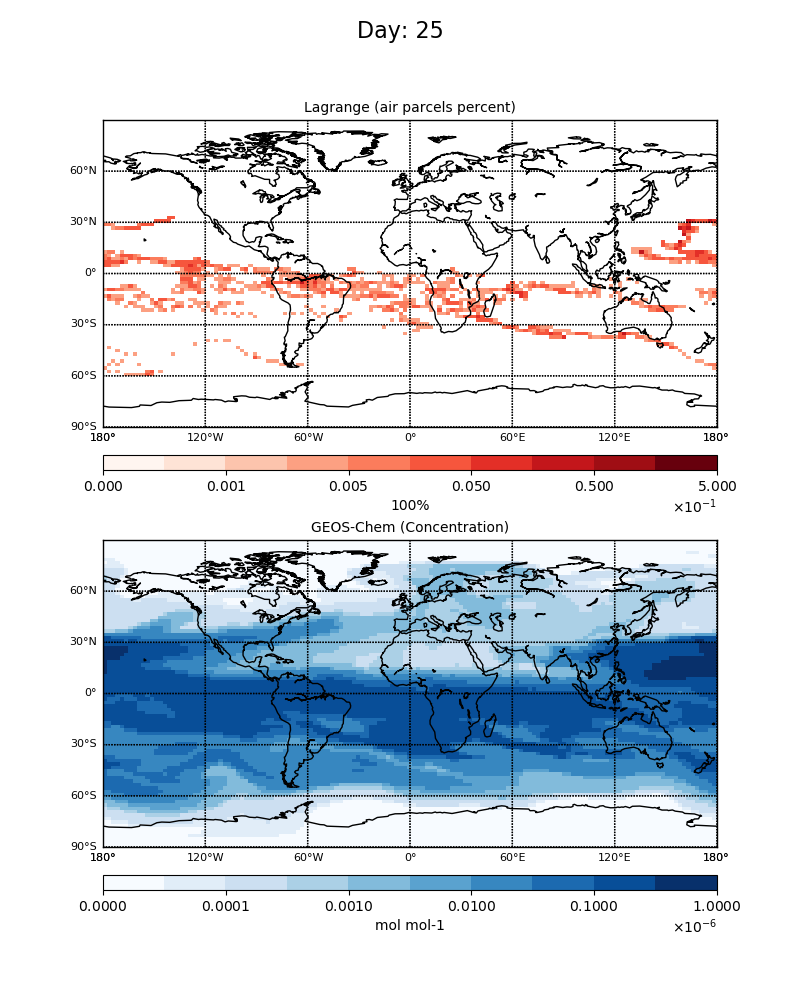 Day: 25
Lagrange (air parcels percent)
60°N
30°N
0°
30°S
60°S
90°S
180° 120°W 60°W 0° 60°E 120°E 180°
0.000 0.001 0.005 0.050 0.500 5.000
100% ×10⁻¹
GEOS-Chem (Concentration)
60°N
30°N
0°
30°S
60°S
90°S
180° 120°W 60°W 0° 60°E 120°E 180°
0.0000 0.0001 0.0010 0.0100 0.1000 1.0000
mol mol-1 ×10⁻⁶